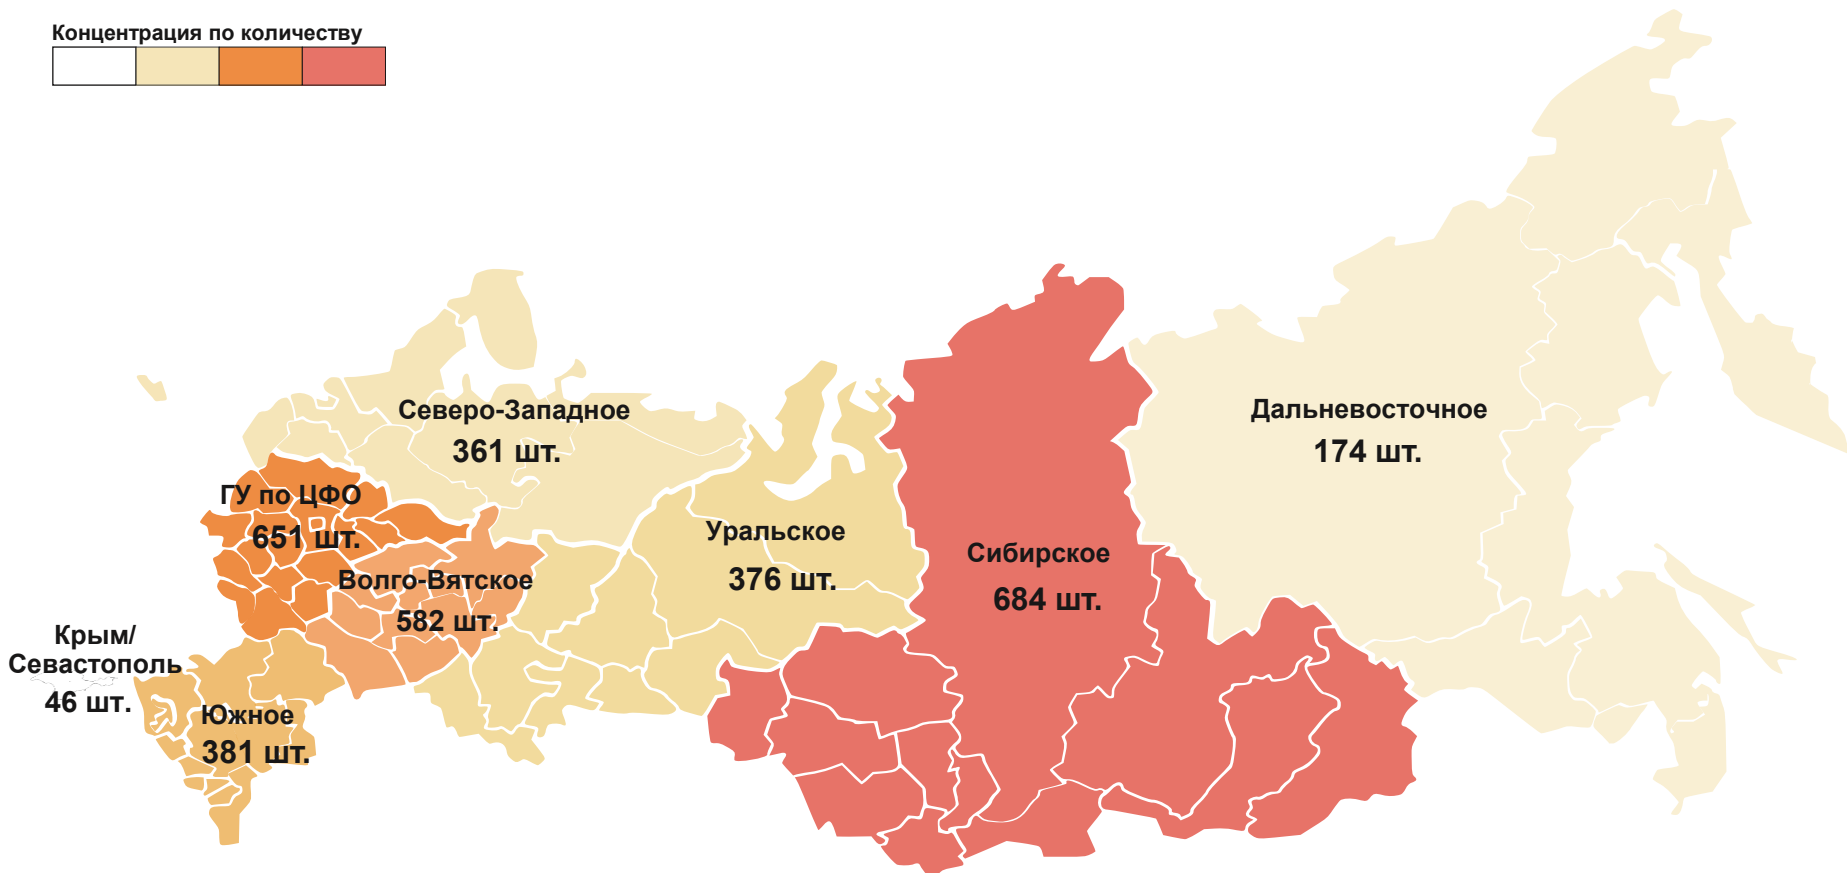 Концентрация по количеству
Северо-Западное
361 шт.
Дальневосточное
174 шт.
ГУ по ЦФО
651 шт.
Уральское
376 шт.
Сибирское
684 шт.
Волго-Вятское
582 шт.
Крым/
Севастополь
46 шт.
Южное
381 шт.